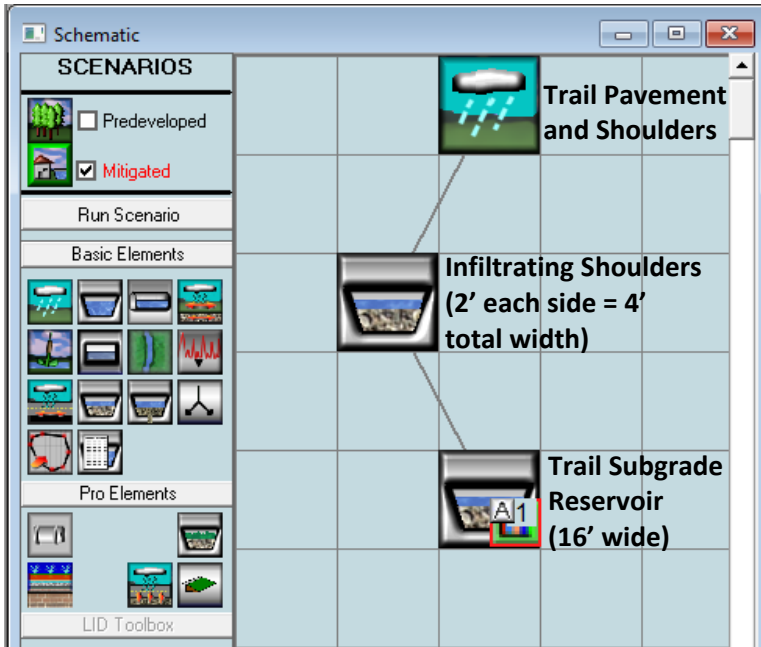 Schematic
SCENARIOS
Predeveloped
Mitigated
Run Scenario
Basic Elements
Pro Elements
LID Toolbox
Trail Pavement
and Shoulders
Infiltrating Shoulders
(2’ each side = 4’
total width)
Trail Subgrade
Reservoir
(16’ wide)
A1